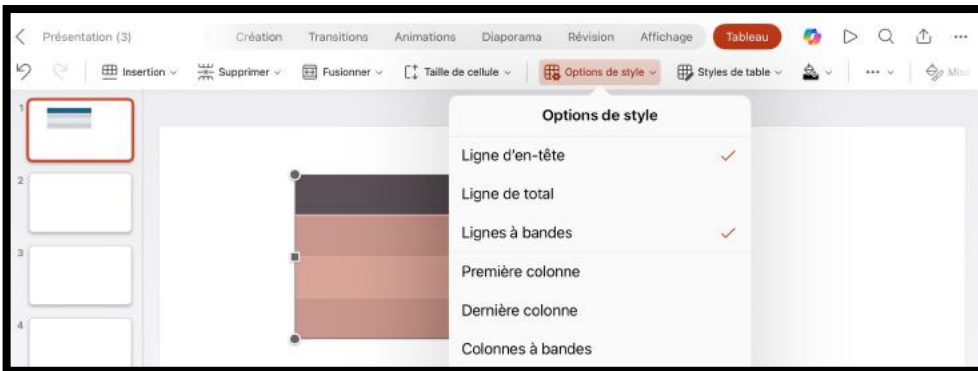 Présentation (3) Création Transitions Animations Diaporama Révision Affichage Tableau
Insertion Supprimer Fusionner Taille de cellule Options de style Styles de table
Options de style
1
Ligne d'en-tête
Ligne de total
2
Lignes à bandes
3
Première colonne
Dernière colonne
4
Colonnes à bandes